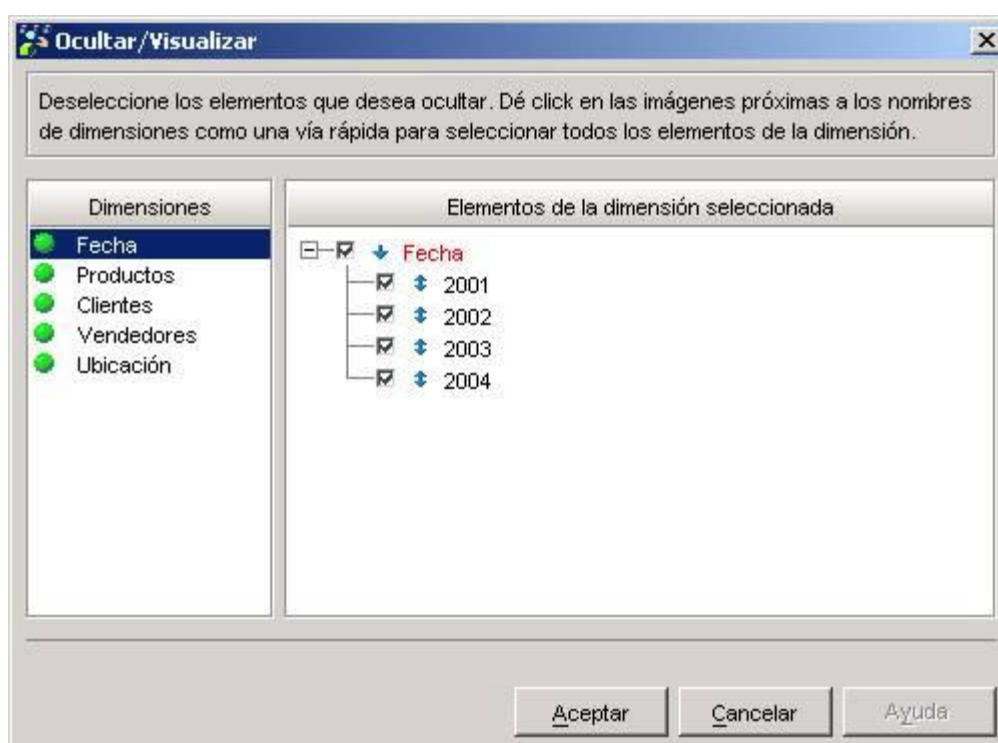 Ocultar/Visualizar
Deseleccione los elementos que desea ocultar. Dé click en las imágenes próximas a los nombres
de dimensiones como una vía rápida para seleccionar todos los elementos de la dimensión.
Dimensiones
Fecha
Productos
Clientes
Vendedores
Ubicación
Elementos de la dimensión seleccionada
Fecha
2001
2002
2003
2004
Aceptar
Cancelar
Ayuda